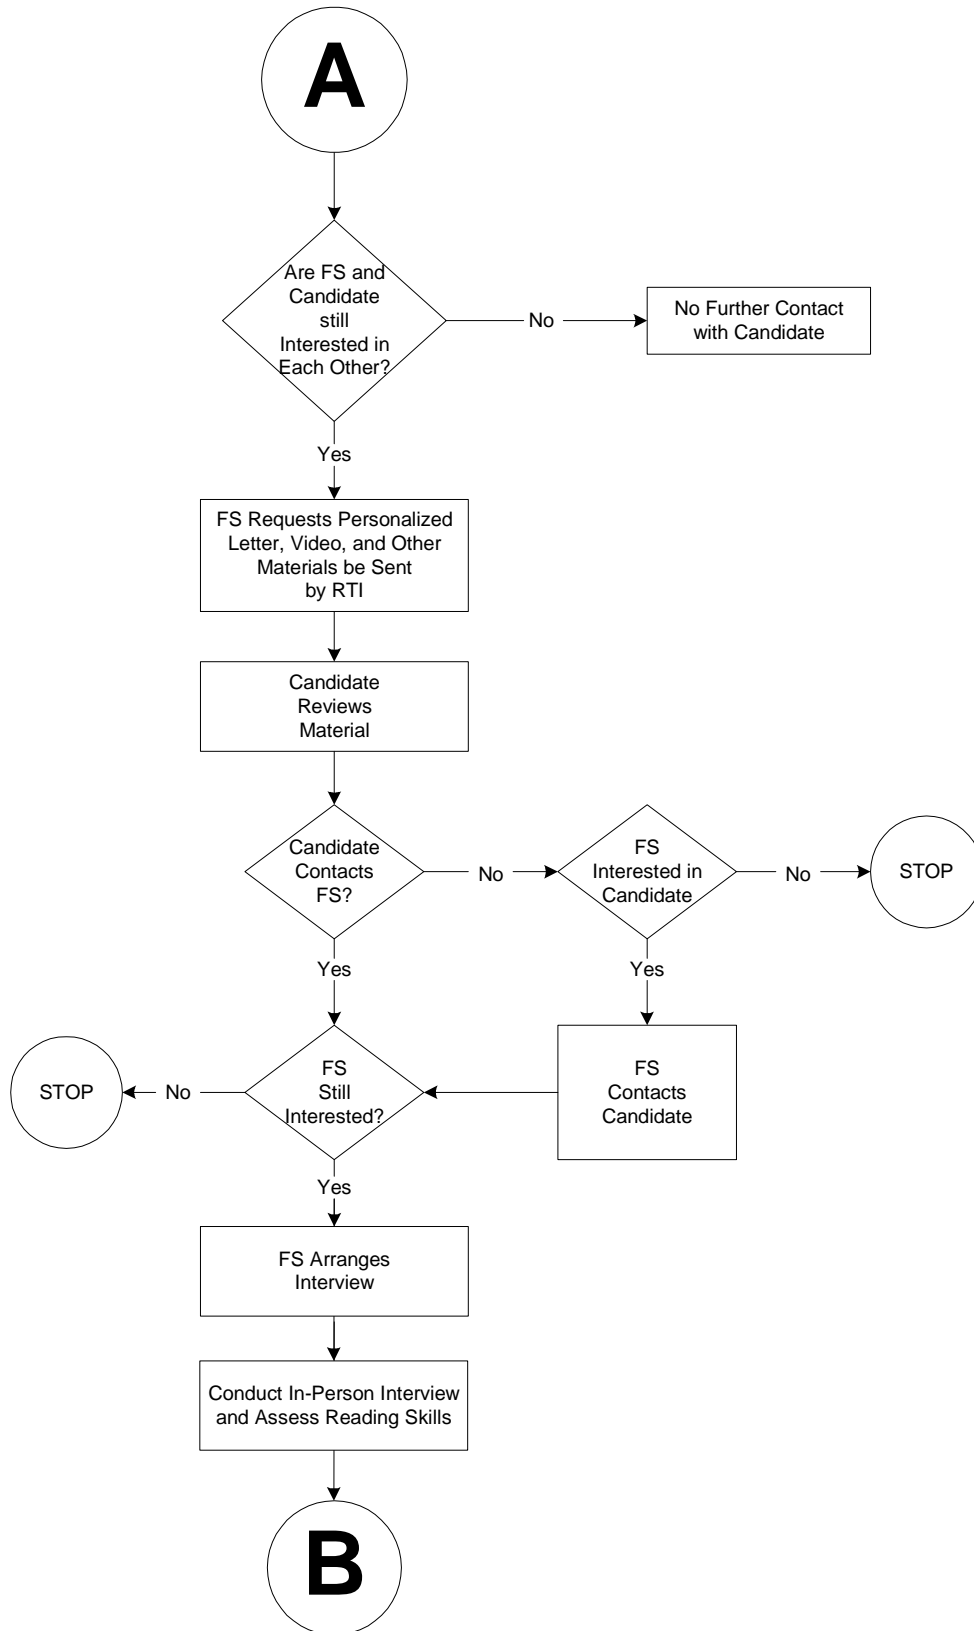 A
Are FS and
Candidate
still
Interested in
Each Other?
No
No Further Contact
with Candidate
Yes
FS Requests Personalized
Letter, Video, and Other
Materials be Sent
by RTI
Candidate
Reviews
Material
Candidate
Contacts
FS?
No
FS
Interested in
Candidate
No
STOP
Yes
Yes
STOP
No
FS
Still
Interested?
FS
Contacts
Candidate
Yes
FS Arranges
Interview
Conduct In-Person Interview
and Assess Reading Skills
B